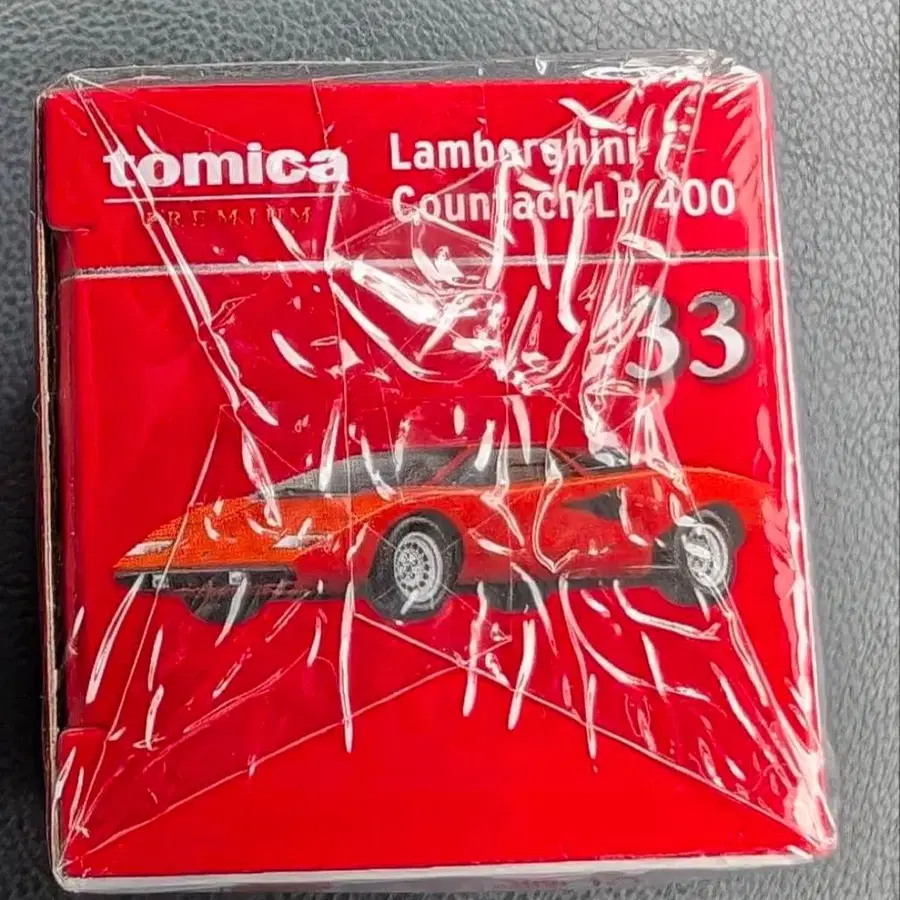 tomica
PREMIUM
Lamborghini
Countach LP 400
33